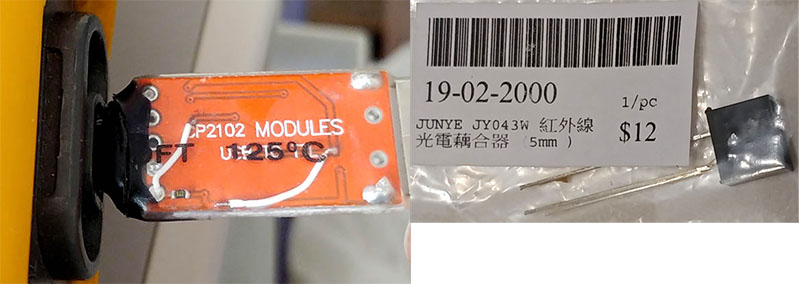 CP2102 MODULES
FT 125°C
19-02-2000
1/pc
JUNYE JY043W 紅外線
$12
光電藕合器 (5mm )